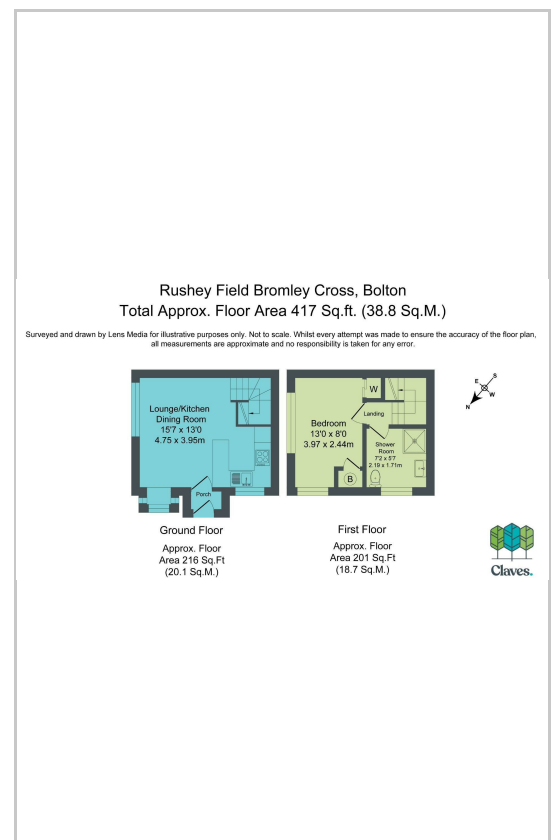 Rushey Field Bromley Cross, Bolton
Total Approx. Floor Area 417 Sq.ft. (38.8 Sq.M.)
Surveyed and drawn by Lens Media for illustrative purposes only. Not to scale. Whilst every attempt was made to ensure the accuracy of the floor plan,
all measurements are approximate and no responsibility is taken for any error.
Lounge/Kitchen
Dining Room
15'7 x 13'0
4.75 x 3.95m
Porch
Ground Floor
Approx. Floor
Area 216 Sq.Ft
(20.1 Sq.M.)
W
Landing
Bedroom
13'0 x 8'0
3.97 x 2.44m
Shower
Room
7'2 x 5'7
2.19 x 1.71m
B
First Floor
Approx. Floor
Area 201 Sq.Ft
(18.7 Sq.M.)
S
E
W
N
Claves.